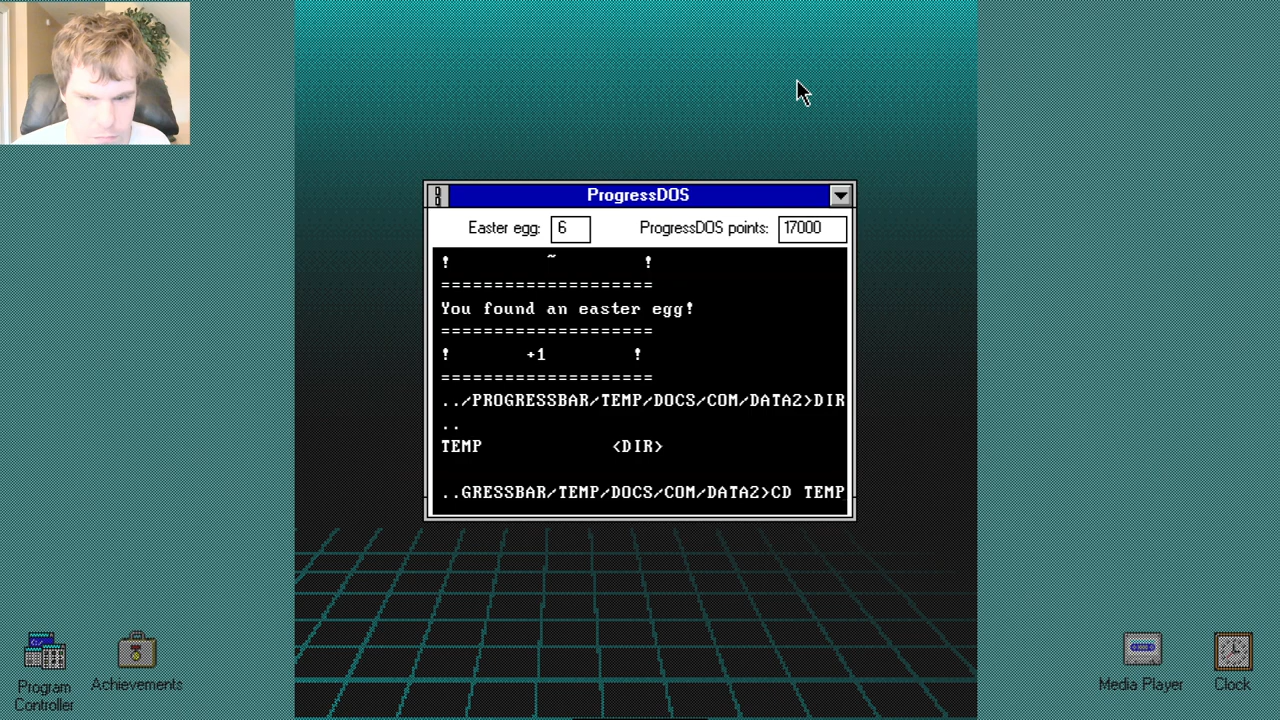 ProgressDOS
Easter egg: 6 ProgressDOS points: 17000
! ~ !
====================
You found an easter egg!
====================
! +1 !
====================
../PROGRESSBAR/TEMP/DOCS/COM/DATA2>DIR
..
TEMP <DIR>
..GRESSBAR/TEMP/DOCS/COM/DATA2>CD TEMP
Program
Controller
Achievements
Media Player
Clock